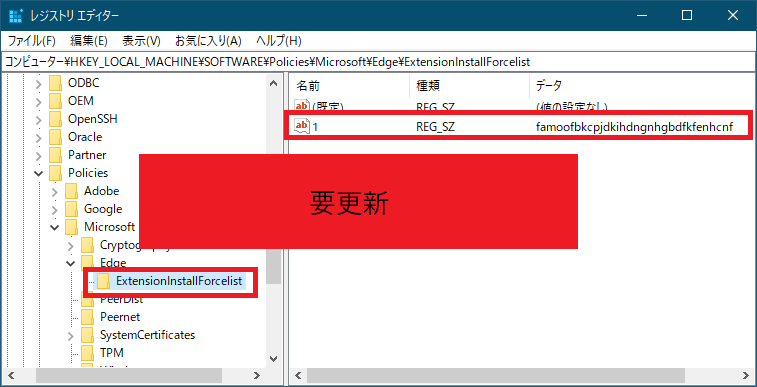 レジストリ エディター
ファイル(F) 編集(E) 表示(V) お気に入り(A) ヘルプ(H)
コンピューター¥HKEY_LOCAL_MACHINE¥SOFTWARE¥Policies¥Microsoft¥Edge¥ExtensionInstallForcelist
名前 種類 データ
ab (既定) REG_SZ (値の設定なし)
ab 1 REG_SZ famoofbkcpjdkihdngnhgbdfkfenhcnf
ODBC
OEM
OpenSSH
Oracle
Partner
Policies
Adobe
Google
Microsoft
Cryptography
Edge
ExtensionInstallForcelist
PeerDist
Peernet
SystemCertificates
TPM
要更新